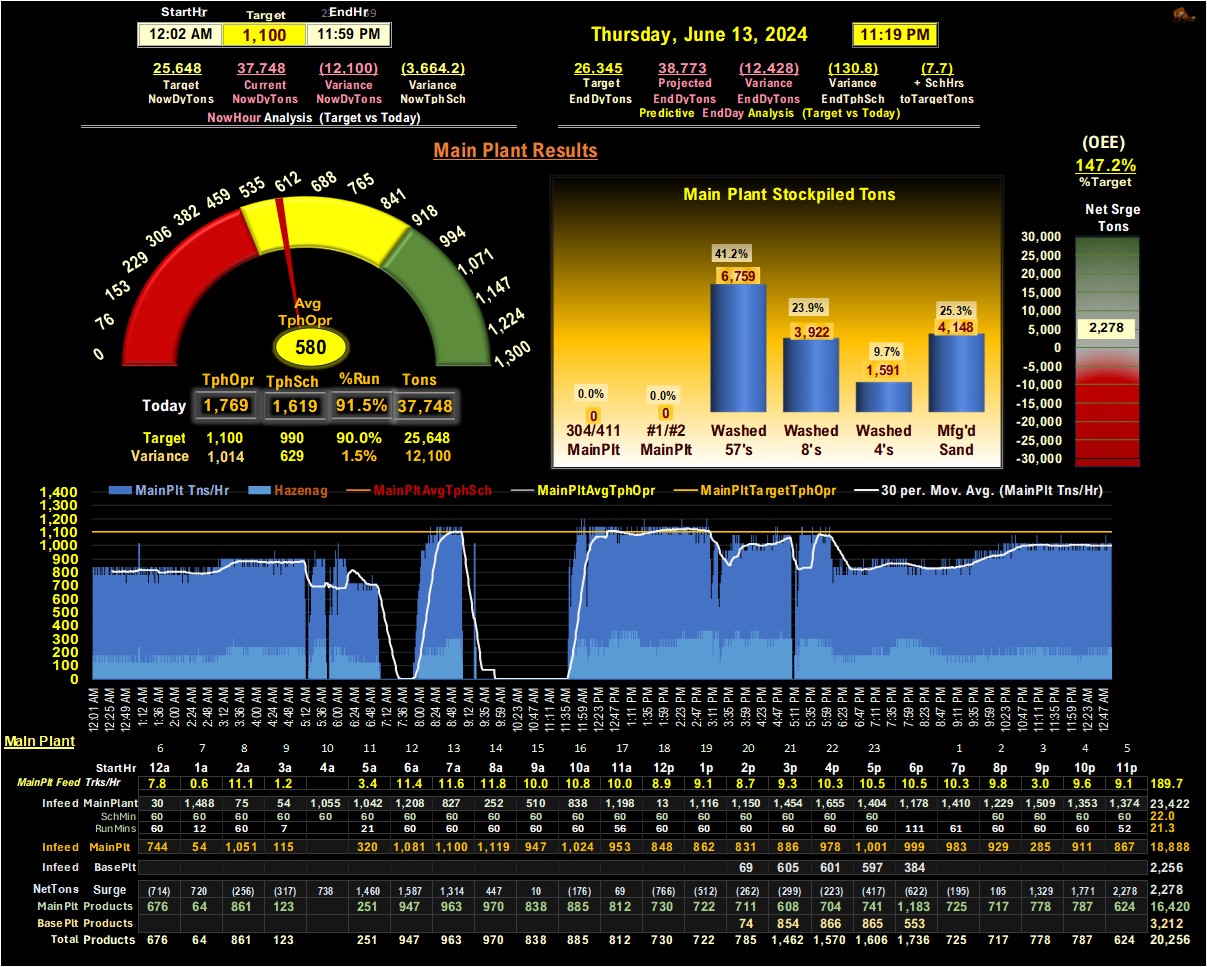 StartHr Target EndHr
12:02 AM 1,100 11:59 PM
Thursday, June 13, 2024 11:19 PM
25,648 37,748 (12,100) (3,664.2)
Target Current Variance Variance
NowDyTons NowDyTons NowDyTons NowTphSch
NowHour Analysis (Target vs Today)
26,345 38,773 (12,428) (130.8) (7.7)
Target Projected Variance Variance + SchHrs
EndDyTons EndDyTons EndDyTons EndTphSch toTargetTons
Predictive EndDay Analysis (Target vs Today)
Main Plant Results
(OEE)
147.2%
%Target
0 76 153 229 306 382 459 535 612 688 765 841 918 994 1,071 1,147 1,224 1,300
Avg
TphOpr
580
TphOpr TphSch %Run Tons
Today 1,769 1,619 91.5% 37,748
Target 1,100 990 90.0% 25,648
Variance 1,014 629 1.5% 12,100
Main Plant Stockpiled Tons
0.0% 0.0% 41.2% 23.9% 9.7% 25.3%
0 0 6,759 3,922 1,591 4,148
304/411 #1/#2 Washed Washed Washed Mfg'd
MainPlt MainPlt 57's 8's 4's Sand
Net Srge
Tons
30,000
25,000
20,000
15,000
10,000
5,000
2,278
0
-5,000
-10,000
-15,000
-20,000
-25,000
-30,000
MainPlt Tns/Hr Hazenag MainPltAvgTphSch MainPltAvgTphOpr MainPltTargetTphOpr 30 per. Mov. Avg. (MainPlt Tns/Hr)
1,400
1,300
1,200
1,100
1,000
900
800
700
600
500
400
300
200
100
0
12:01 AM 12:25 AM 12:49 AM 1:12 AM 1:36 AM 2:00 AM 2:24 AM 2:46 AM 3:12 AM 3:36 AM 4:00 AM 4:24 AM 4:48 AM 5:12 AM 5:36 AM 6:00 AM 6:24 AM 6:48 AM 7:12 AM 7:36 AM 8:00 AM 8:24 AM 8:48 AM 9:12 AM 9:35 AM 9:59 AM 10:23 AM 10:47 AM 11:11 AM 11:35 AM 11:59 AM 12:23 PM 12:47 PM 1:11 PM 1:35 PM 1:59 PM 2:23 PM 2:47 PM 3:11 PM 3:35 PM 3:59 PM 4:23 PM 4:47 PM 5:11 PM 5:35 PM 5:59 PM 6:23 PM 6:47 PM 7:11 PM 7:35 PM 7:59 PM 8:23 PM 8:47 PM 9:11 PM 9:35 PM 9:59 PM 10:23 PM 10:47 PM 11:11 PM 11:35 PM 11:59 PM 12:23 AM 12:47 AM
Main Plant
6 7 8 9 10 11 12 13 14 15 16 17 18 19 20 21 22 23 1 2 3 4 5
StartHr 12a 1a 2a 3a 4a 5a 6a 7a 8a 9a 10a 11a 12p 1p 2p 3p 4p 5p 6p 7p 8p 9p 10p 11p
MainPlt Feed Trks/Hr 7.8 0.6 11.1 1.2 3.4 11.4 11.6 11.8 10.0 10.8 10.0 8.9 9.1 8.7 9.3 10.3 10.5 10.5 10.3 9.8 3.0 9.6 9.1 189.7
Infeed MainPlant 30 1,488 75 54 1,055 1,042 1,208 827 252 510 838 1,198 13 1,116 1,150 1,454 1,655 1,404 1,178 1,410 1,229 1,509 1,353 1,374 23,422
SchMin 60 60 60 60 60 60 60 60 60 60 60 60 60 60 60 60 60 60 60 60 60 60 22.0
RunMins 60 12 60 7 21 60 60 60 60 60 56 60 60 60 60 60 60 111 61 60 60 60 52 21.3
Infeed MainPlt 744 54 1,051 115 320 1,081 1,100 1,119 947 1,024 953 848 862 831 886 978 1,001 999 983 929 285 911 867 18,888
Infeed BasePlt 69 605 601 597 384 2,256
NetTons Surge (714) 720 (256) (317) 738 1,460 1,587 1,314 447 10 (176) 69 (766) (512) (262) (299) (223) (417) (622) (195) 105 1,329 1,771 2,278 2,278
MainPlt Products 676 64 861 123 251 947 963 970 838 885 812 730 722 711 608 704 741 1,183 725 717 778 787 624 16,420
BasePlt Products 74 854 866 865 553 3,212
Total Products 676 64 861 123 251 947 963 970 838 885 812 730 722 785 1,462 1,570 1,606 1,736 725 717 778 787 624 20,256